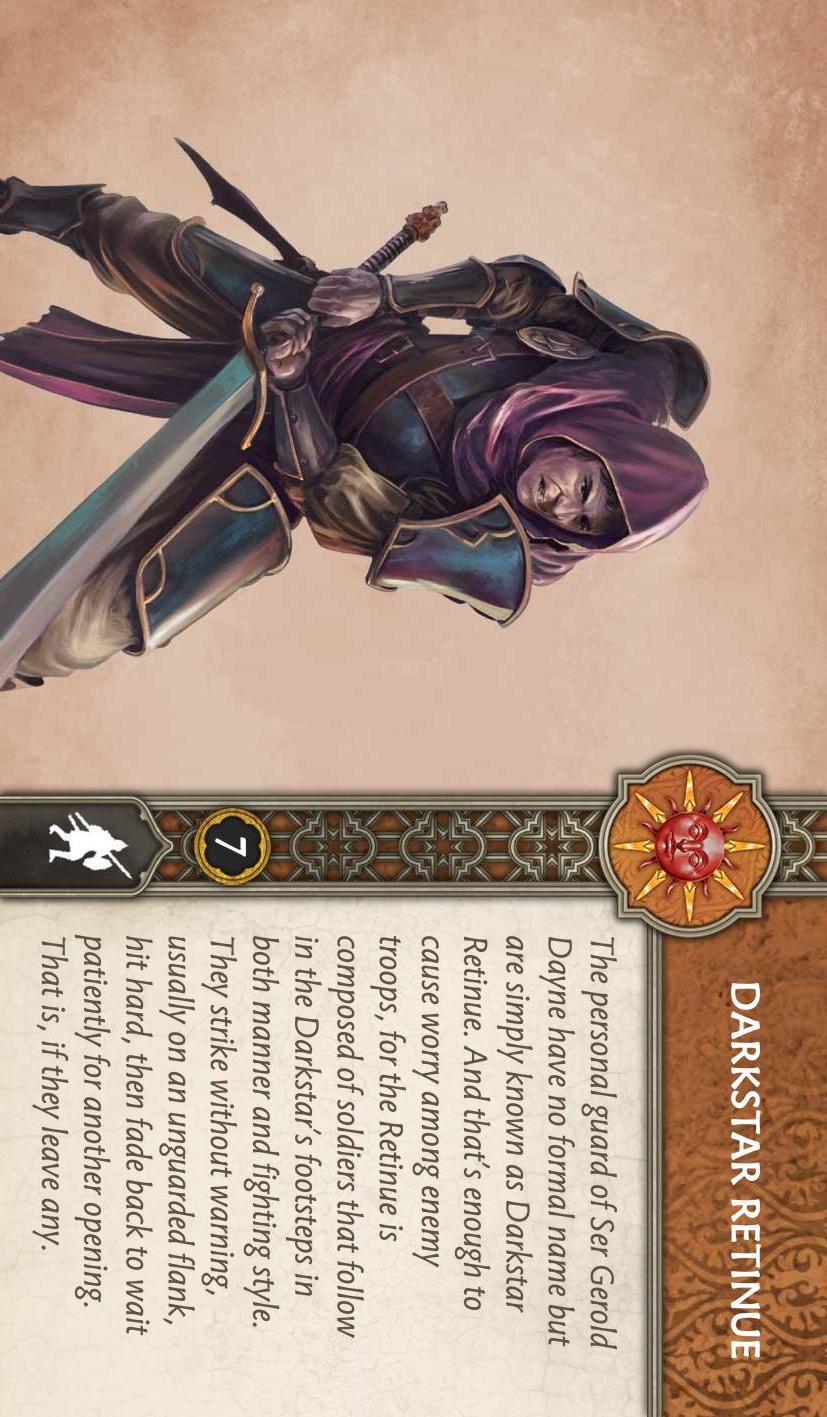 DARKSTAR RETINUE
The personal guard of Ser Gerold
Dayne have no formal name but
are simply known as Darkstar
Retinue. And that's enough to
cause worry among enemy
troops, for the Retinue is
composed of soldiers that follow
in the Darkstar's footsteps in
both manner and fighting style.
They strike without warning,
usually on an unguarded flank,
hit hard, then fade back to wait
patiently for another opening.
That is, if they leave any.
7